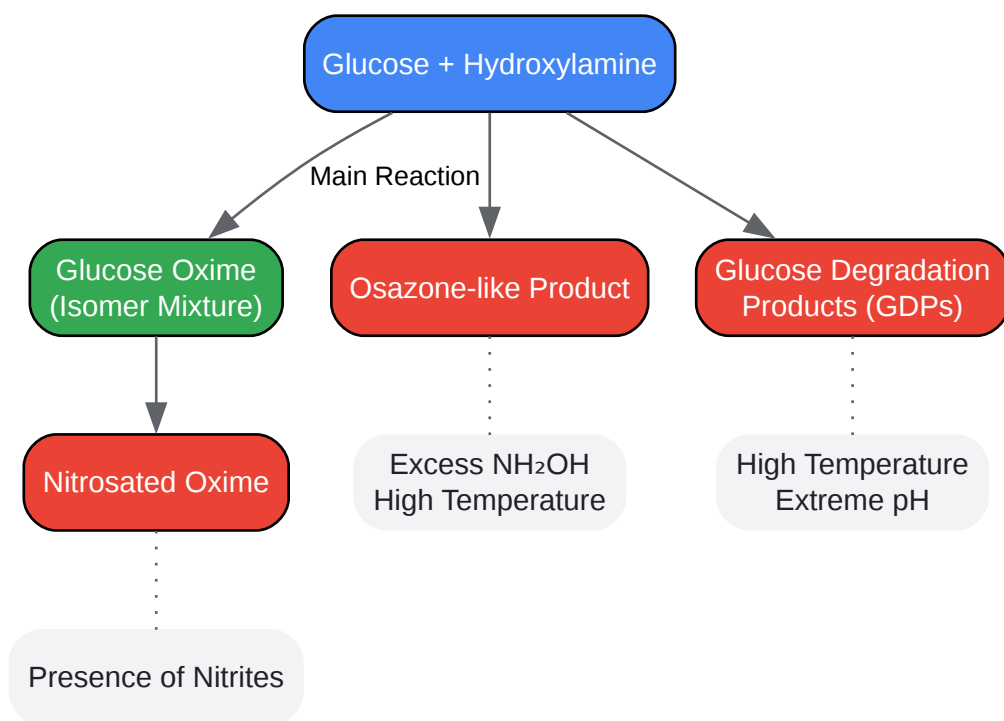 Glucose + Hydroxylamine
Main Reaction
Glucose Oxime
(Isomer Mixture)
Osazone-like Product
Glucose Degradation
Products (GDPs)
Nitrosated Oxime
Excess NH₂OH
High Temperature
High Temperature
Extreme pH
Presence of Nitrites